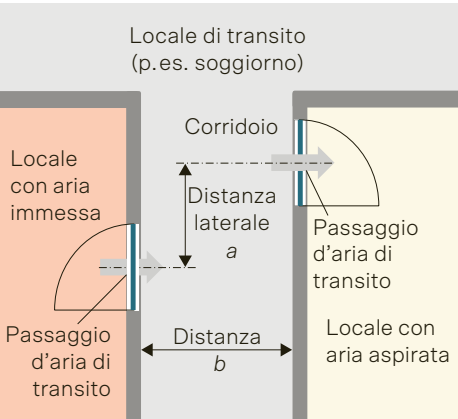 Locale di transito
(p.es. soggiorno)
Corridoio
Locale
con aria
immessa
Distanza
laterale
a
Passaggio
d'aria di
transito
Passaggio
d'aria di
transito
Distanza
b
Locale con
aria aspirata